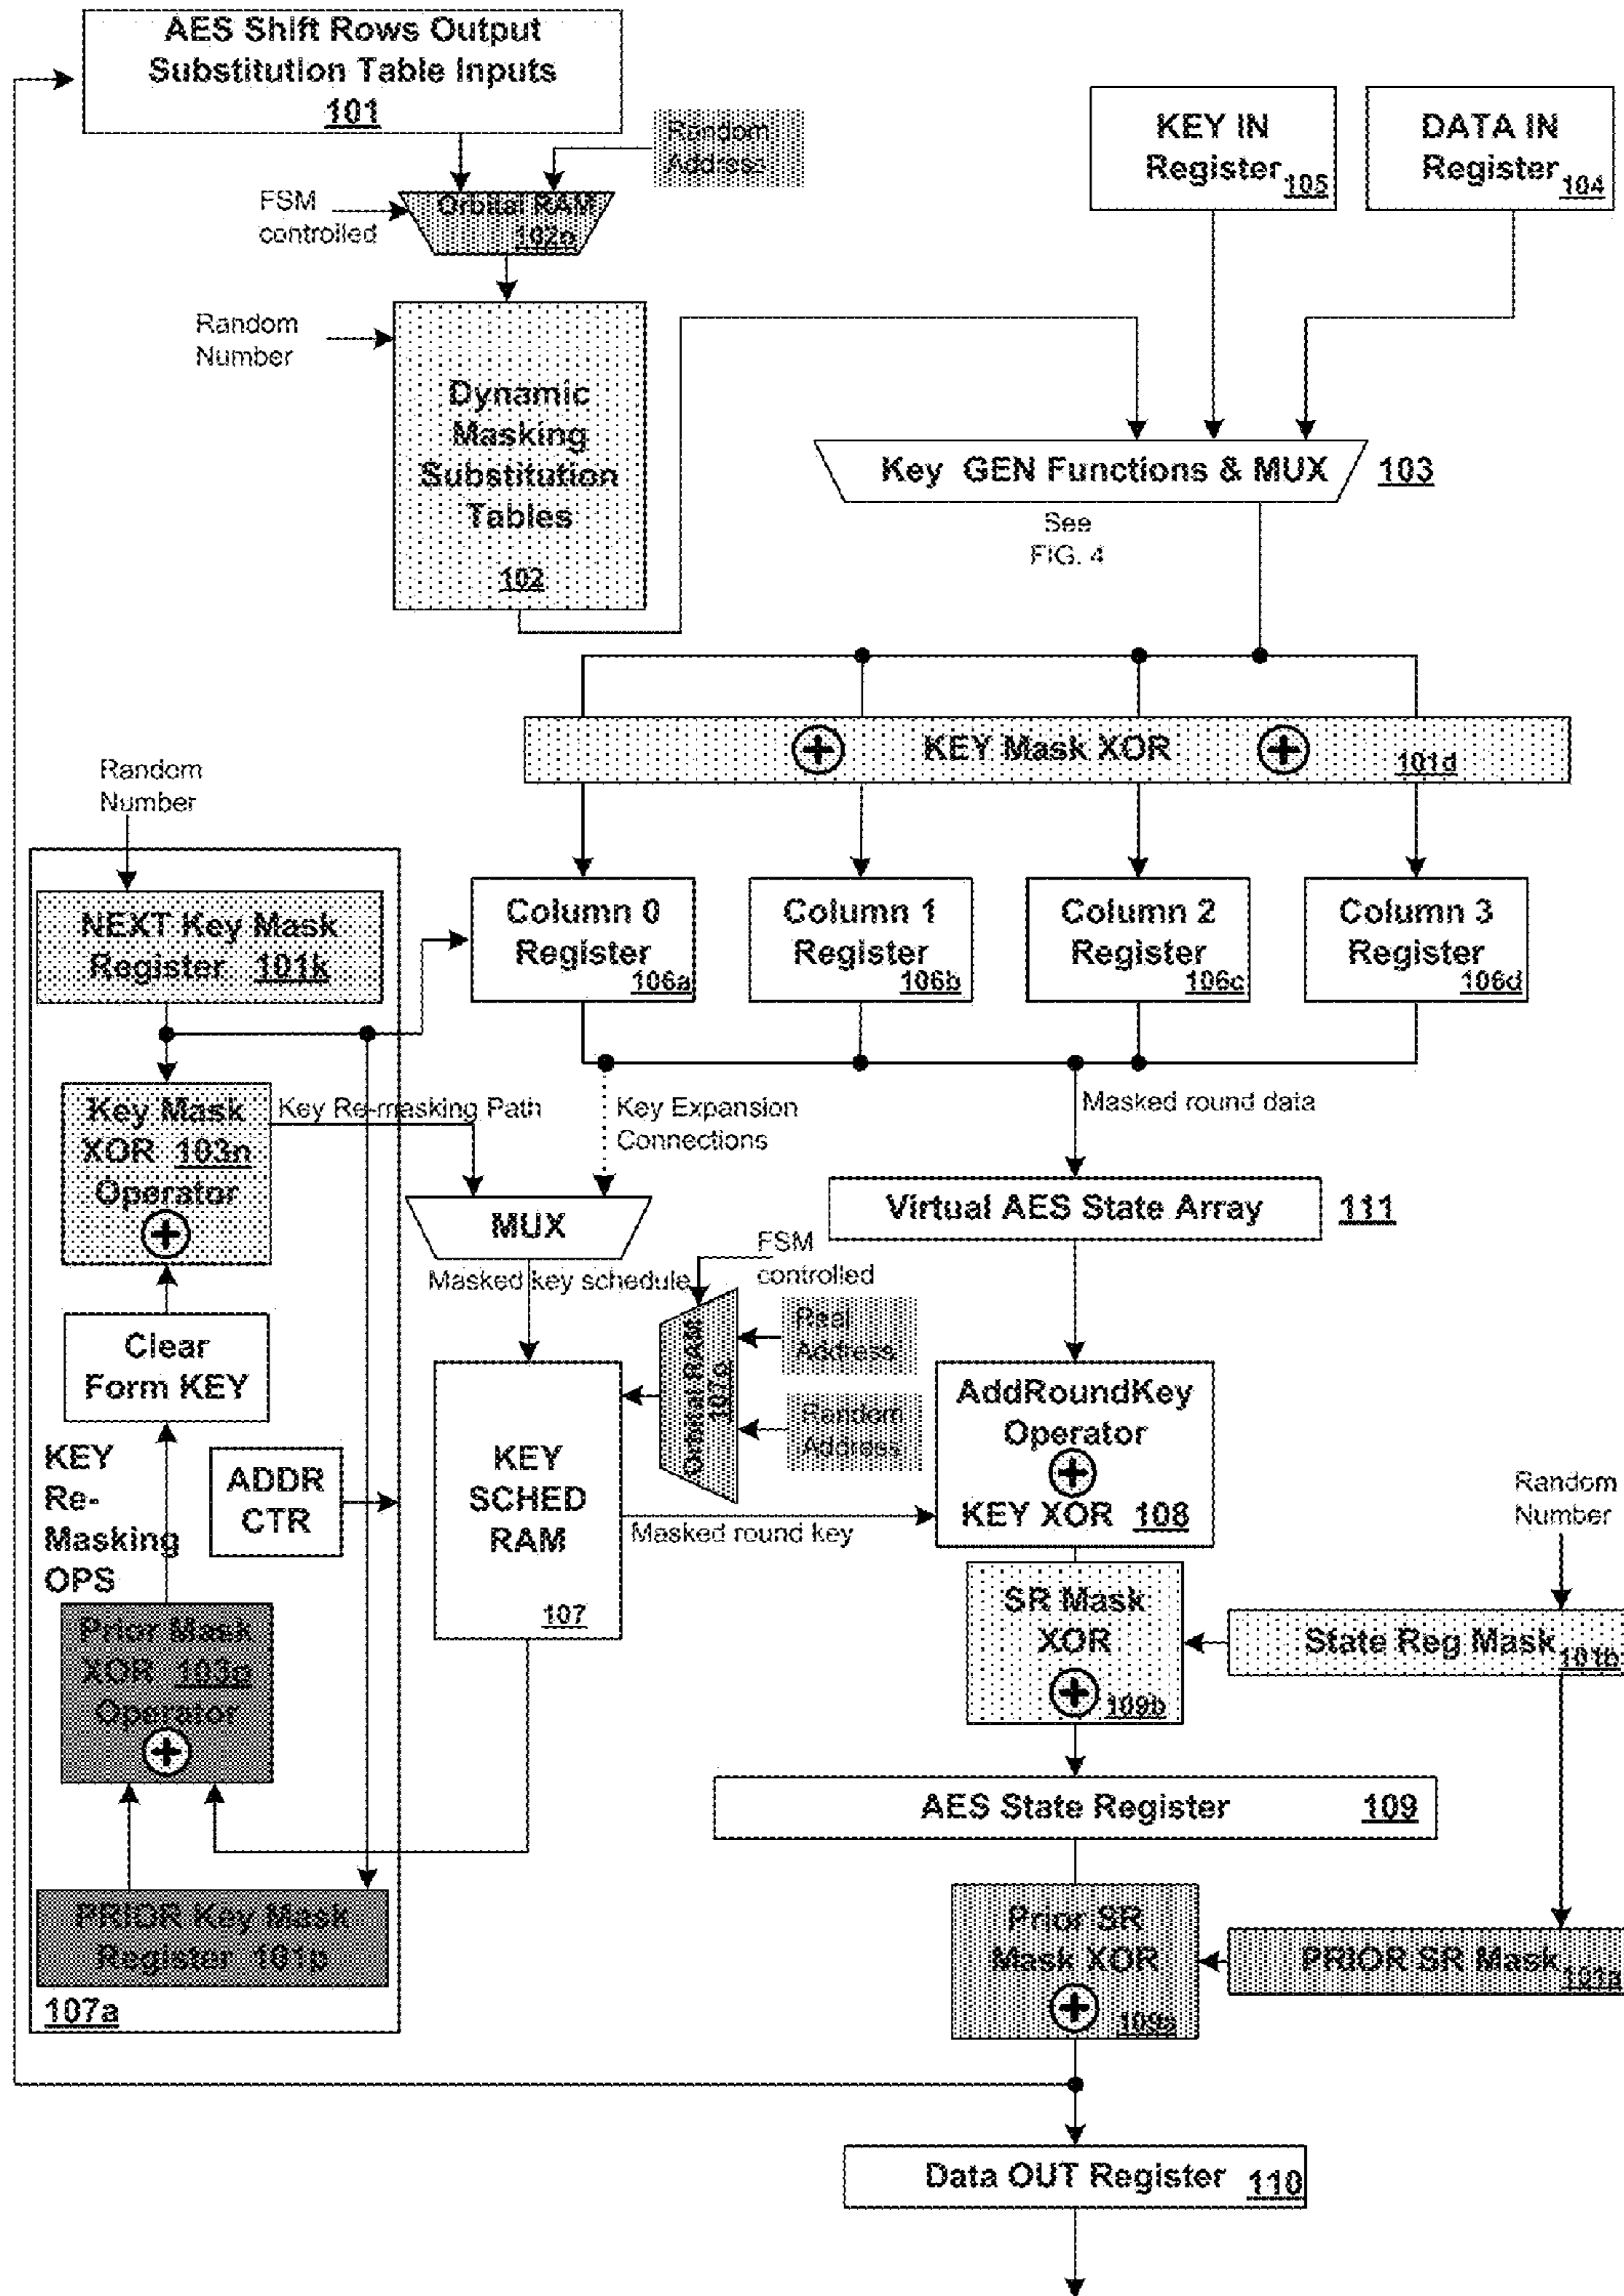 AES Shift Rows Output
Substitution Table Inputs
101
Random
Address
FSM
controlled
Orbital RAM
102o
KEY IN
Register 105
DATA IN
Register 104
Random
Number
Dynamic
Masking
Substitution
Tables
102
Key GEN Functions & MUX 103
See
FIG. 4
KEY Mask XOR 101d
Random
Number
NEXT Key Mask
Register 101k
Column 0
Register
106a
Column 1
Register
106b
Column 2
Register
106c
Column 3
Register
106d
Key Mask
XOR 103n
Operator
Key Re-masking Path
Key Expansion
Connections
Masked round data
MUX
Virtual AES State Array 111
Masked key schedule
FSM
controlled
Clear
Form KEY
Orbital RAM
107o
Real
Address
Random
Address
KEY
SCHED
RAM
107
AddRoundKey
Operator
KEY XOR 108
KEY
Re-
Masking
OPS
ADDR
CTR
Masked round key
Random
Number
Prior Mask
XOR 103p
Operator
SR Mask
XOR
109b
State Reg Mask 101b
AES State Register 109
PRIOR Key Mask
Register 101p
107a
Prior SR
Mask XOR
109a
PRIOR SR Mask 101a
Data OUT Register 110